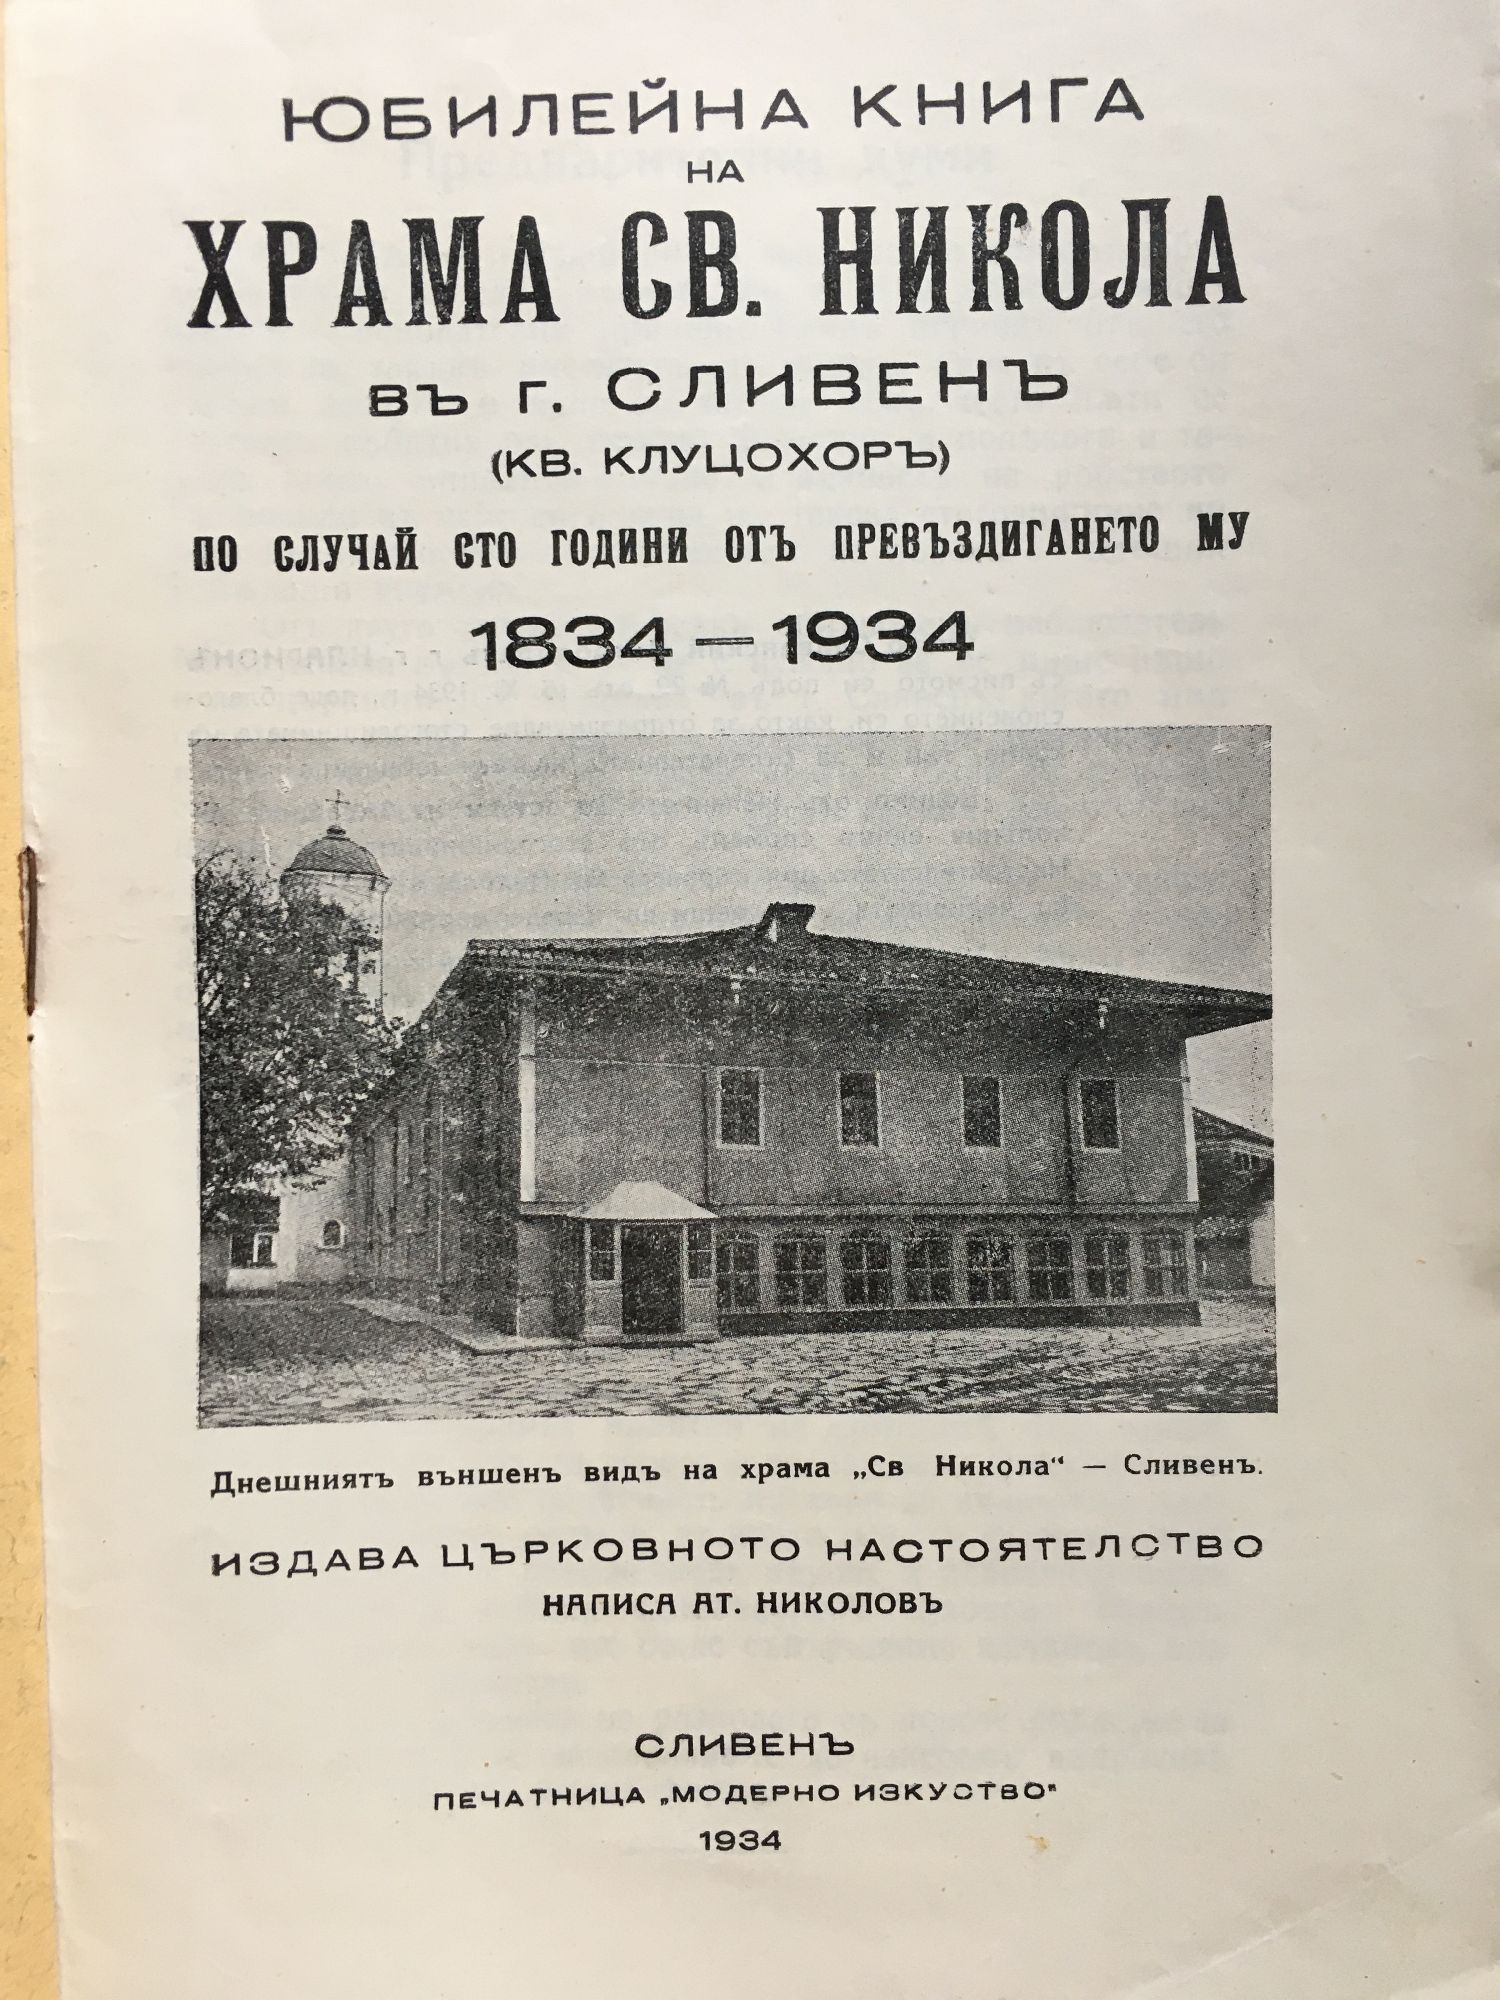 ЮБИЛЕЙНА КНИГА
НА
ХРАМА СВ. НИКОЛА
ВЪ Г. СЛИВЕНЪ
(КВ. КЛУЦОХОРЪ)
ПО СЛУЧАЙ СТО ГОДИНИ ОТЪ ПРЕВЪЗДИГАНЕТО МУ
1834 — 1934
Днешниятъ външенъ видъ на храма „Св Никола“ — Сливенъ.
ИЗДАВА ЦЪРКОВНОТО НАСТОЯТЕЛСТВО
НАПИСА АТ. НИКОЛОВЪ
СЛИВЕНЪ
ПЕЧАТНИЦА „МОДЕРНО ИЗКУСТВО"
1934